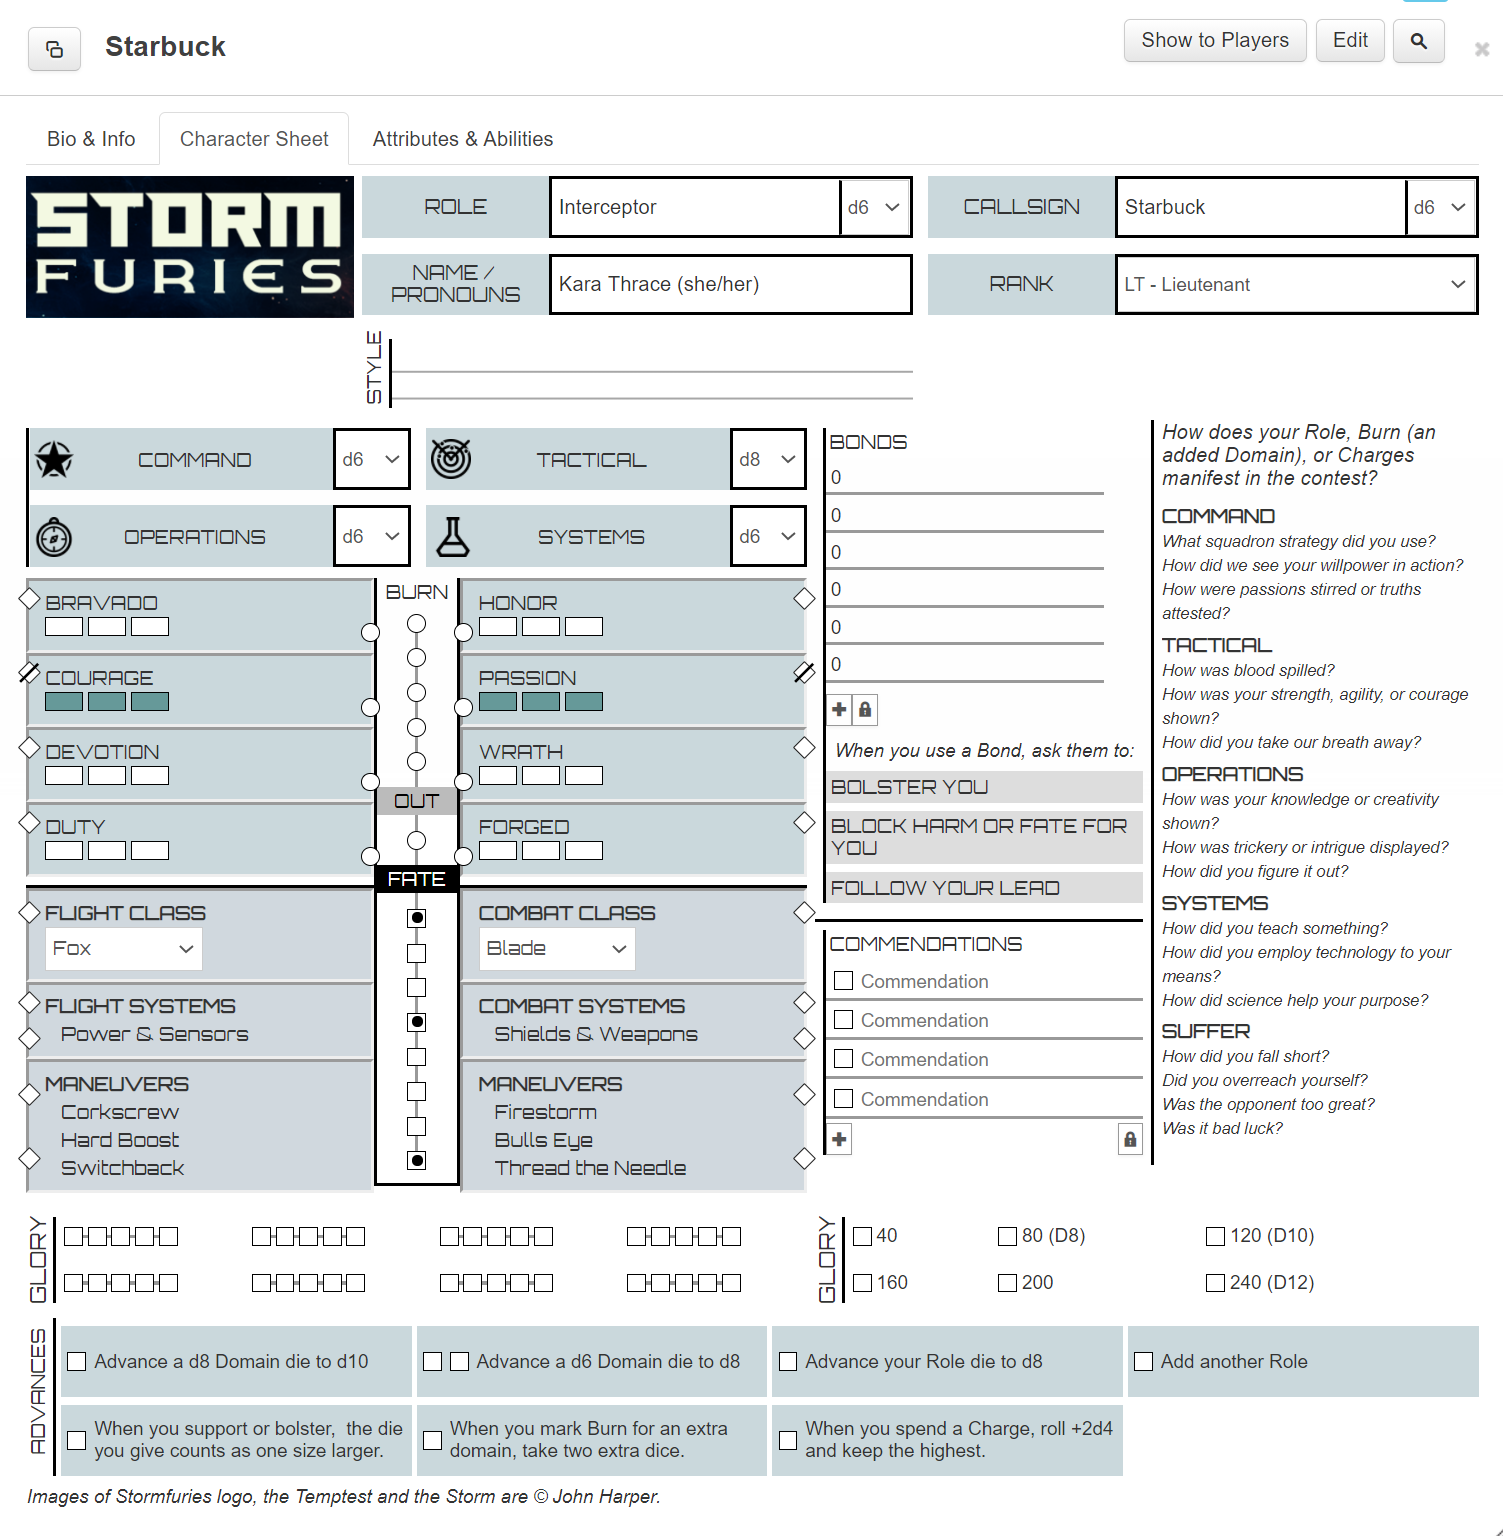 Starbuck
Show to Players
Edit
Bio & Info
Character Sheet
Attributes & Abilities
STORM
FURIES
ROLE
Interceptor
d6
CALLSIGN
Starbuck
d6
NAME /
PRONOUNS
Kara Thrace (she/her)
RANK
LT - Lieutenant
STYLE
COMMAND
d6
TACTICAL
d8
OPERATIONS
d6
SYSTEMS
d6
BRAVADO
COURAGE
DEVOTION
DUTY
BURN
OUT
FATE
HONOR
PASSION
WRATH
FORGED
FLIGHT CLASS
Fox
FLIGHT SYSTEMS
Power & Sensors
MANEUVERS
Corkscrew
Hard Boost
Switchback
COMBAT CLASS
Blade
COMBAT SYSTEMS
Shields & Weapons
MANEUVERS
Firestorm
Bulls Eye
Thread the Needle
BONDS
0
0
0
0
0
0
When you use a Bond, ask them to:
BOLSTER YOU
BLOCK HARM OR FATE FOR
YOU
FOLLOW YOUR LEAD
COMMENDATIONS
Commendation
Commendation
Commendation
Commendation
How does your Role, Burn (an
added Domain), or Charges
manifest in the contest?
COMMAND
What squadron strategy did you use?
How did we see your willpower in action?
How were passions stirred or truths
attested?
TACTICAL
How was blood spilled?
How was your strength, agility, or courage
shown?
How did you take our breath away?
OPERATIONS
How was your knowledge or creativity
shown?
How was trickery or intrigue displayed?
How did you figure it out?
SYSTEMS
How did you teach something?
How did you employ technology to your
means?
How did science help your purpose?
SUFFER
How did you fall short?
Did you overreach yourself?
Was the opponent too great?
Was it bad luck?
GLORY
GLORY
40
80 (D8)
120 (D10)
160
200
240 (D12)
ADVANCES
Advance a d8 Domain die to d10
Advance a d6 Domain die to d8
Advance your Role die to d8
Add another Role
When you support or bolster, the die
you give counts as one size larger.
When you mark Burn for an extra
domain, take two extra dice.
When you spend a Charge, roll +2d4
and keep the highest.
Images of Stormfuries logo, the Temptest and the Storm are © John Harper.